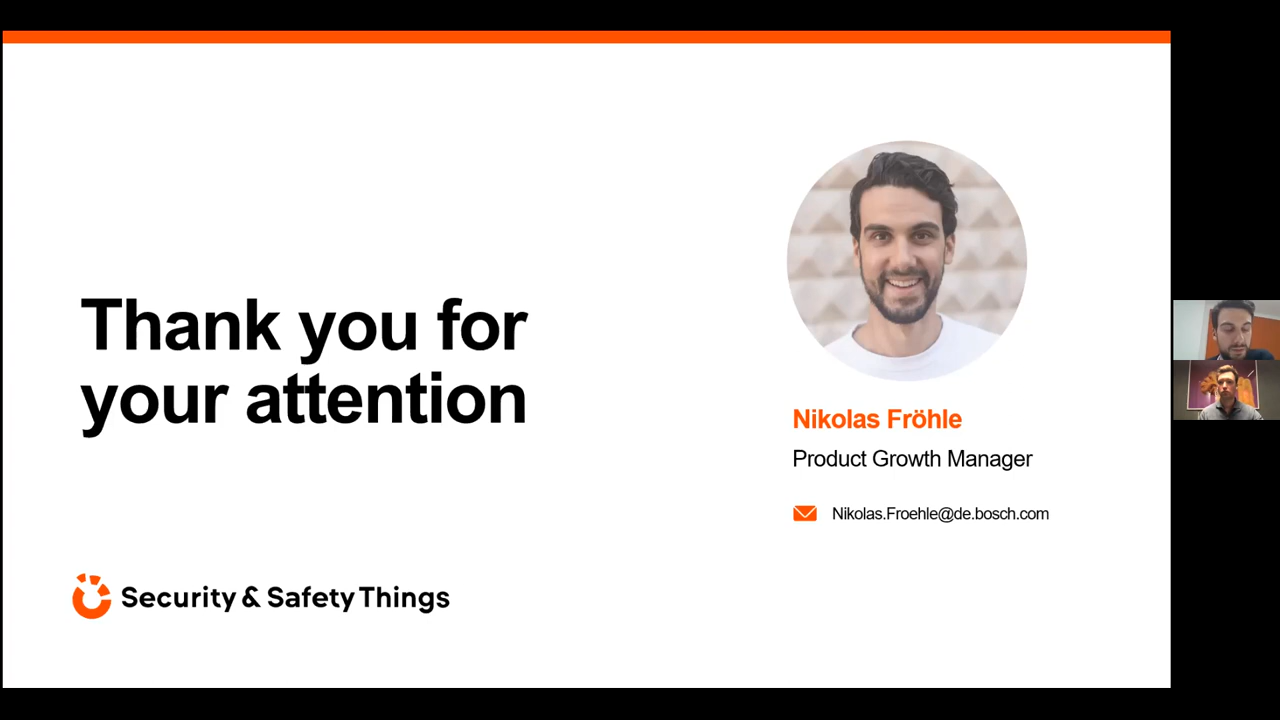 Thank you for
your attention
Nikolas Fröhle
Product Growth Manager
Nikolas.Froehle@de.bosch.com
Security & Safety Things